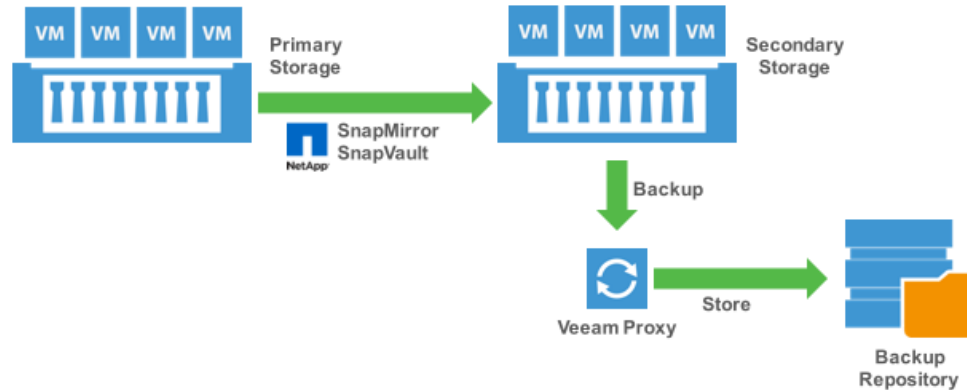 VM VM VM VM
Primary
Storage
VM VM VM VM
Secondary
Storage
NetApp
SnapMirror
SnapVault
Backup
Veeam Proxy
Store
Backup
Repository